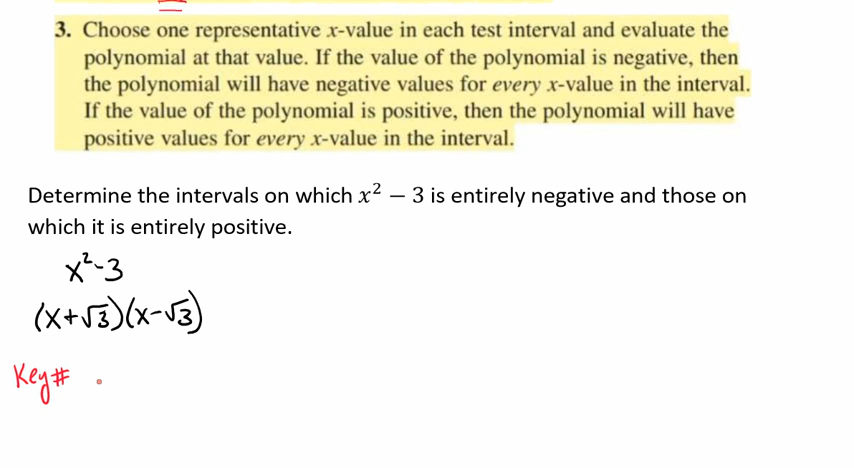 3. Choose one representative x-value in each test interval and evaluate the
polynomial at that value. If the value of the polynomial is negative, then
the polynomial will have negative values for every x-value in the interval.
If the value of the polynomial is positive, then the polynomial will have
positive values for every x-value in the interval.
Determine the intervals on which x² − 3 is entirely negative and those on
which it is entirely positive.
x²-3
(x+√3)(x-√3)
Key#